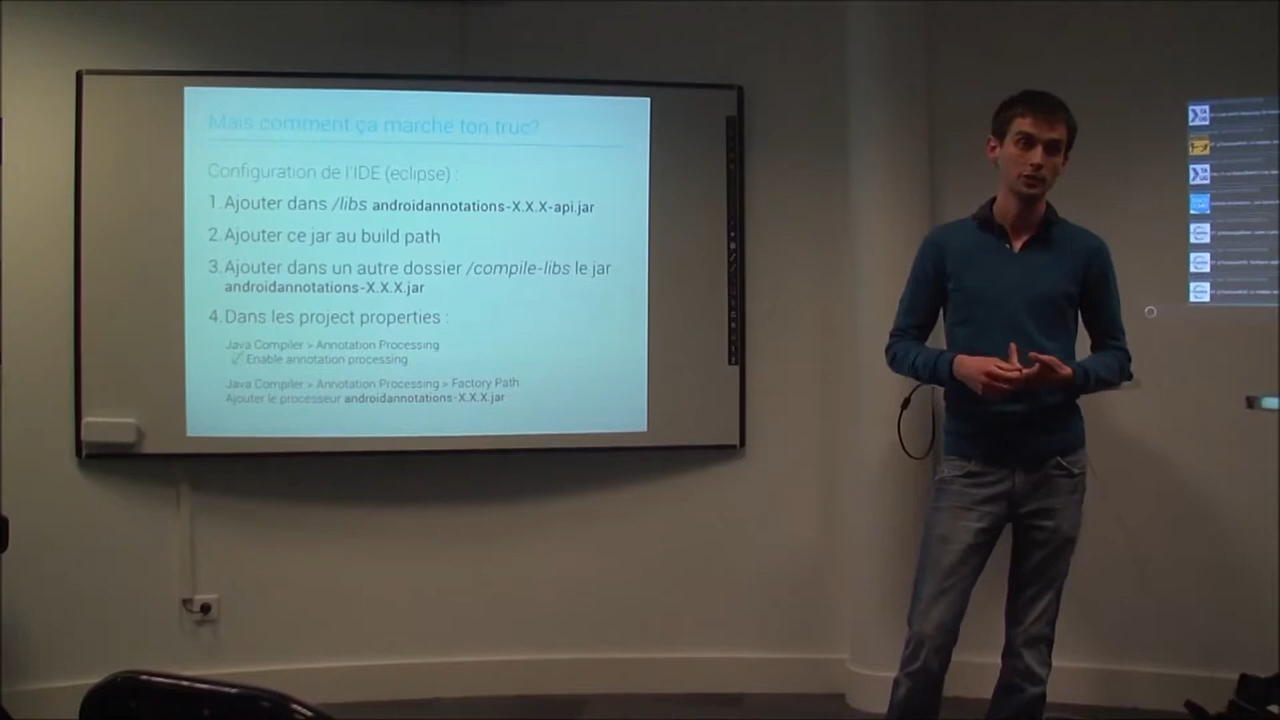 Mais comment ça marche ton truc?
Configuration de l'IDE (eclipse) :
1. Ajouter dans /libs androidannotations-X.X.X-api.jar
2. Ajouter ce jar au build path
3. Ajouter dans un autre dossier /compile-libs le jar
androidannotations-X.X.X.jar
4. Dans les project properties :
Java Compiler > Annotation Processing
✓ Enable annotation processing
Java Compiler > Annotation Processing > Factory Path
Ajouter le processeur androidannotations-X.X.X.jar